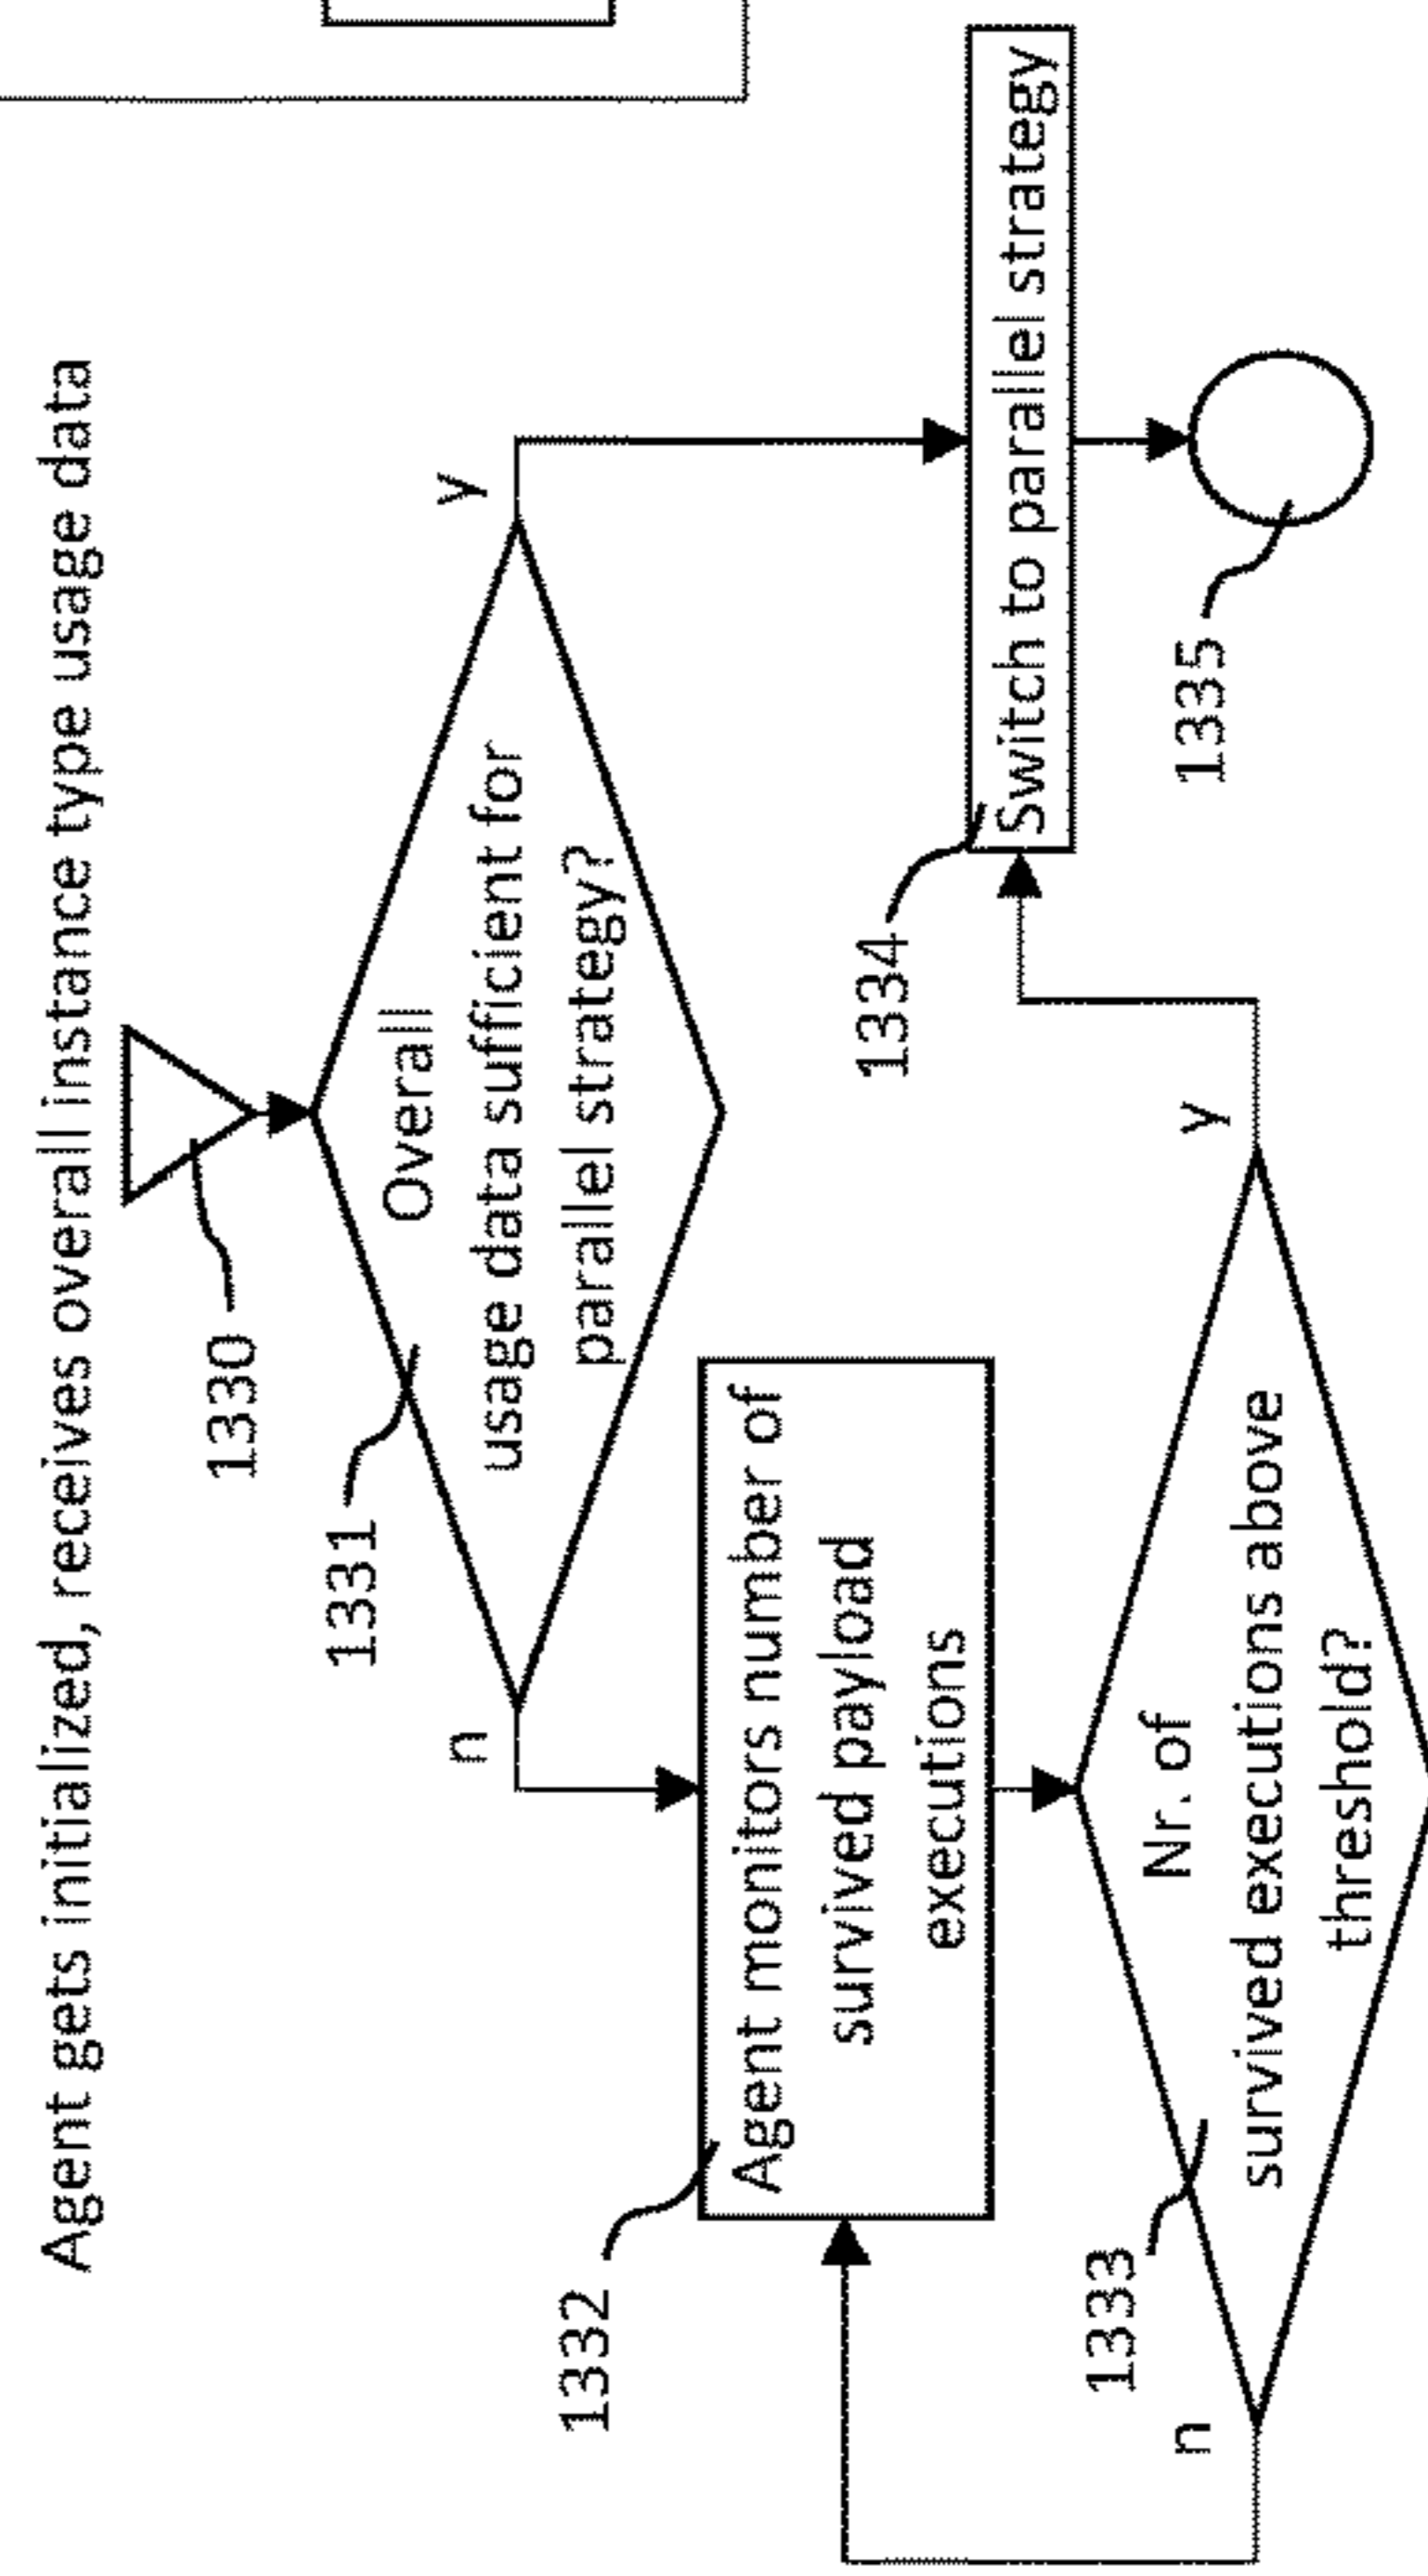 Agent gets initialized, receives overall instance type usage data
1330
1331
Overall
usage data sufficient for
parallel strategy?
n
y
1332
Agent monitors number of
survived payload
executions
1333
Nr. of
survived executions above
threshold?
n
y
1334
Switch to parallel strategy
1335